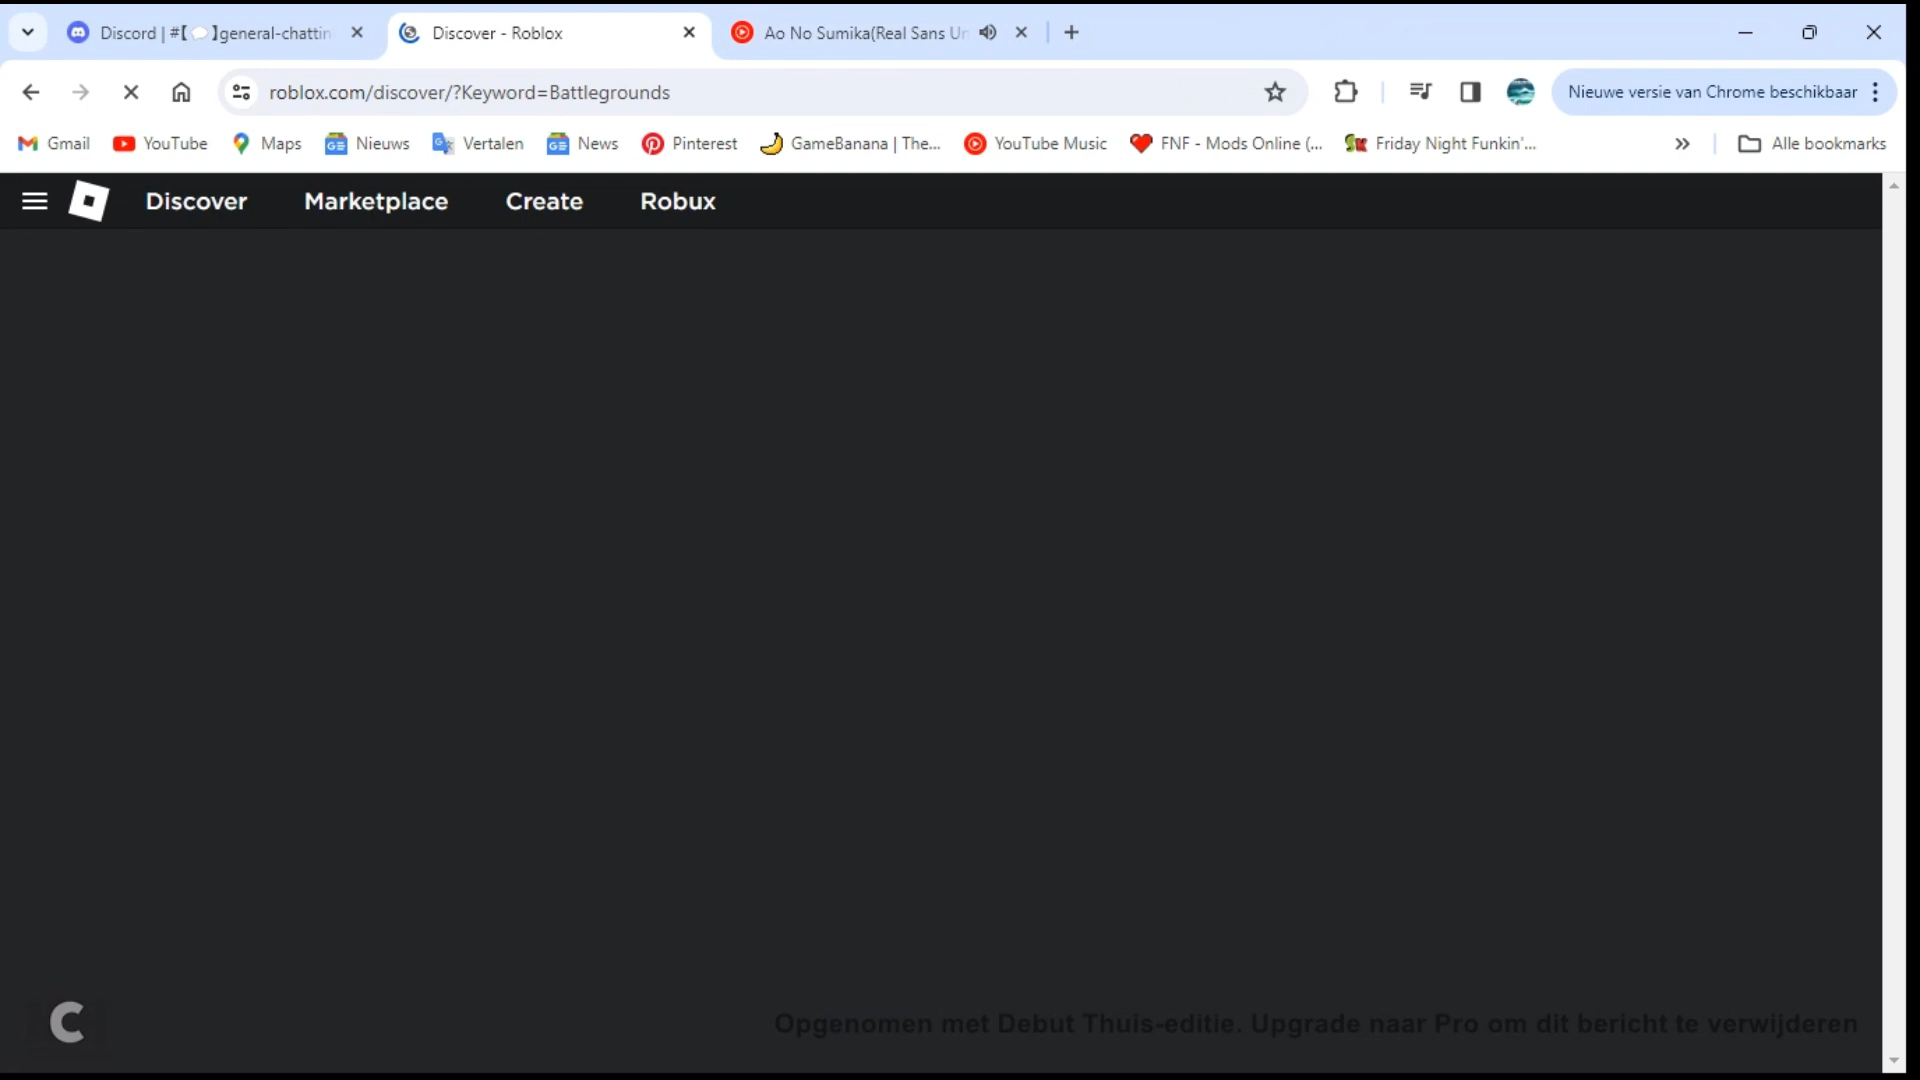 Discord | #【💭】general-chattin
Discover - Roblox
Ao No Sumika(Real Sans Un
roblox.com/discover/?Keyword=Battlegrounds
Nieuwe versie van Chrome beschikbaar
Gmail
YouTube
Maps
Nieuws
Vertalen
News
Pinterest
GameBanana | The...
YouTube Music
FNF - Mods Online (...
Friday Night Funkin'...
Alle bookmarks
Discover
Marketplace
Create
Robux
C
Opgenomen met Debut Thuis-editie. Upgrade naar Pro om dit bericht te verwijderen